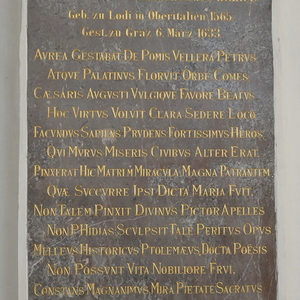 Geb. zu Lodi in Oberitalien 1565
Gest. zu Graz 6. März 1633
AVREA GESTABAT DE POMIS VELLERA PETRVS
ATQVE PALATINVS FLORVIT ORBE COMES
CÆSARIS AVGVSTI VVLGIQVE FAVORE BEATVS
HOC VIRTVS VOLVIT CLARA SEDERE LOCO
FACVNDVS SAPIENS PRVDENS FORTISSIMVS HEROS
QVI MVRVS MISERIS CIVIBVS ALTER ERAT
PINXERAT HIC MATREM MIRACVLA MAGNA PATRANTEM
QVÆ SVCCVRRE IPSI DICTA MARIA FVIT
NON TALEM PINXIT DIVINVS PICTOR APELLES
NON PHIDIAS SCVLPSIT TALE PERITVS OPVS
MELLEVS HISTORICVS PTOLEMÆVS, DOCTA POËSIS
NON POSSVNT VITA NOBILIORE FRVI,
CONSTANS MAGNANIMVS MIRA PIETATE SACRATVS